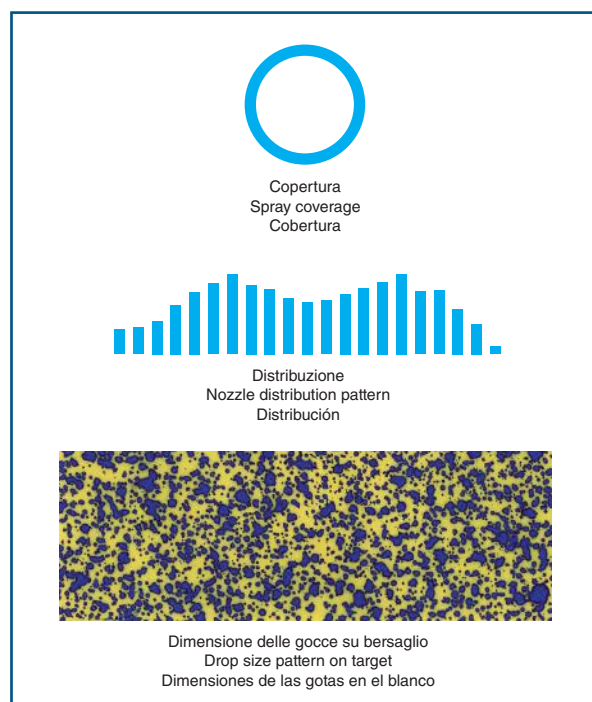 Copertura
Spray coverage
Cobertura
Distribuzione
Nozzle distribution pattern
Distribución
Dimensione delle gocce su bersaglio
Drop size pattern on target
Dimensiones de las gotas en el blanco